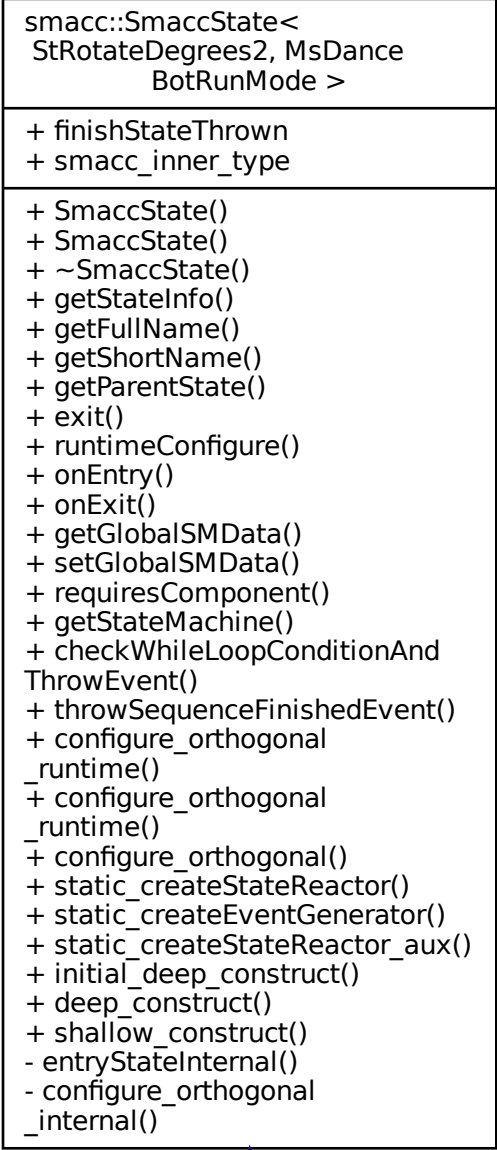 smacc::SmaccState<
StRotateDegrees2, MsDance
BotRunMode >
+ finishStateThrown
+ smacc_inner_type
+ SmaccState()
+ SmaccState()
+ ~SmaccState()
+ getStateInfo()
+ getFullName()
+ getShortName()
+ getParentState()
+ exit()
+ runtimeConfigure()
+ onEntry()
+ onExit()
+ getGlobalSMData()
+ setGlobalSMData()
+ requiresComponent()
+ getStateMachine()
+ checkWhileLoopConditionAnd
ThrowEvent()
+ throwSequenceFinishedEvent()
+ configure_orthogonal
_runtime()
+ configure_orthogonal
_runtime()
+ configure_orthogonal()
+ static_createStateReactor()
+ static_createEventGenerator()
+ static_createStateReactor_aux()
+ initial_deep_construct()
+ deep_construct()
+ shallow_construct()
- entryStateInternal()
- configure_orthogonal
_internal()